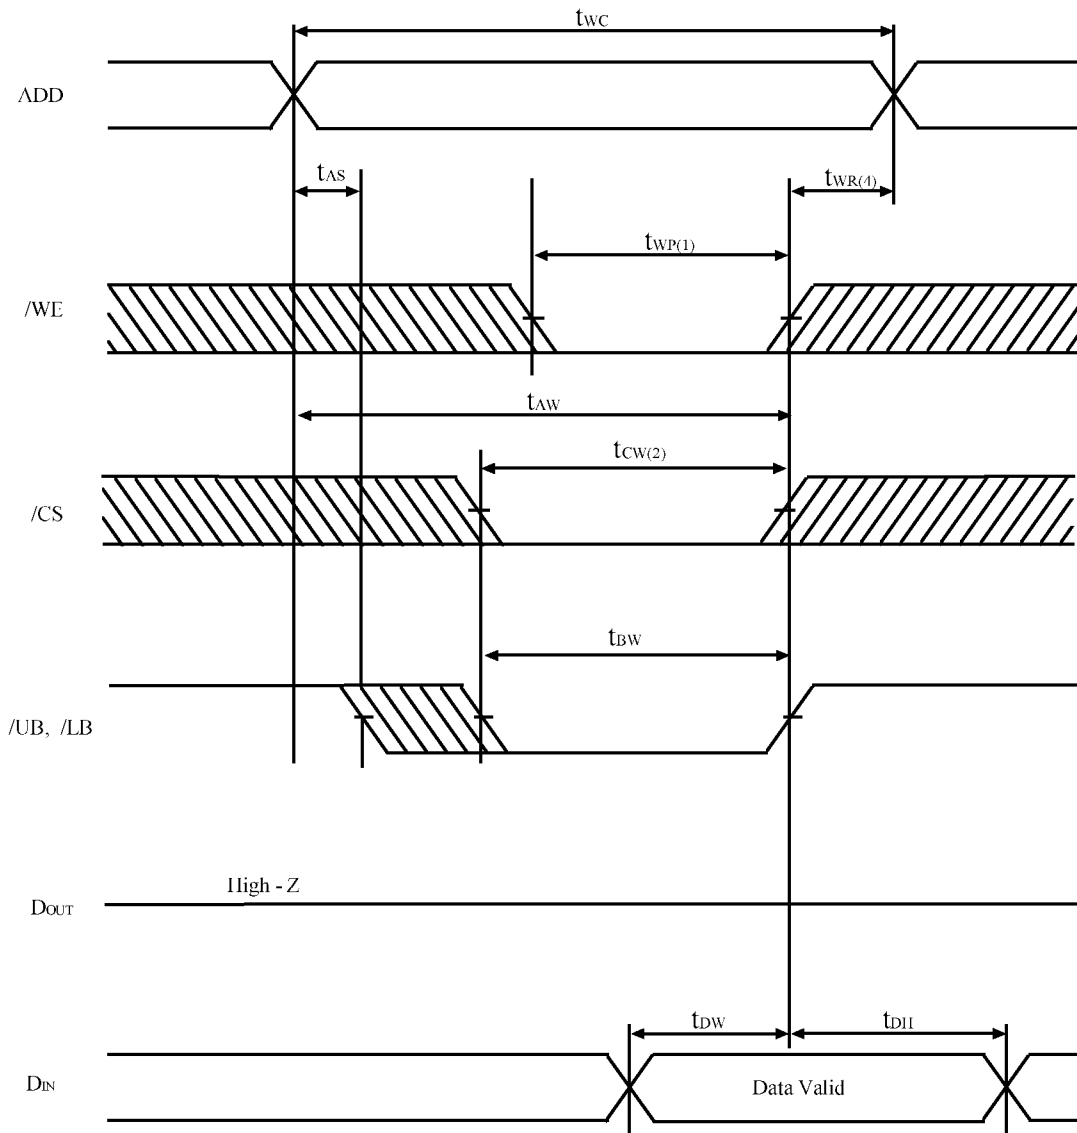 tWC
ADD
tAS
tWR(4)
tWP(1)
/WE
tAW
tCW(2)
/CS
tBW
/UB, /LB
High - Z
DOUT
tDW
tDH
DIN
Data Valid